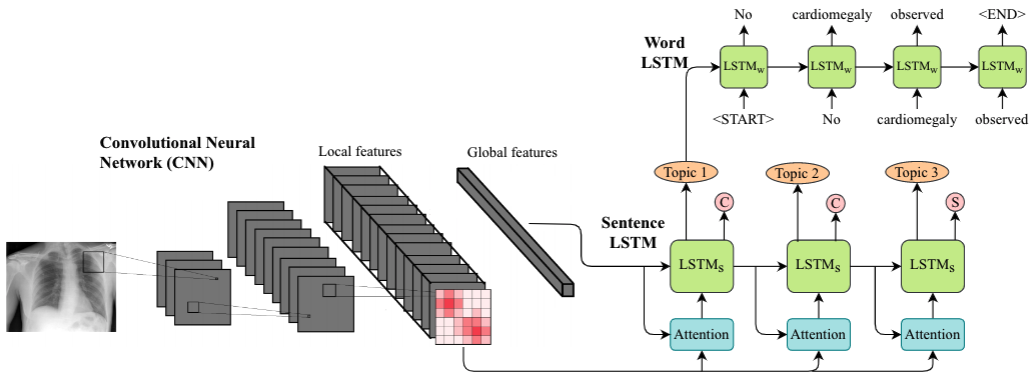 No cardiomegaly observed <END>
Word
LSTM
LSTMw LSTMw LSTMw LSTMw
<START> No cardiomegaly observed
Convolutional Neural
Network (CNN)
Local features
Global features
Topic 1 Topic 2 Topic 3
C C S
Sentence
LSTM
LSTMs LSTMs LSTMs
Attention Attention Attention